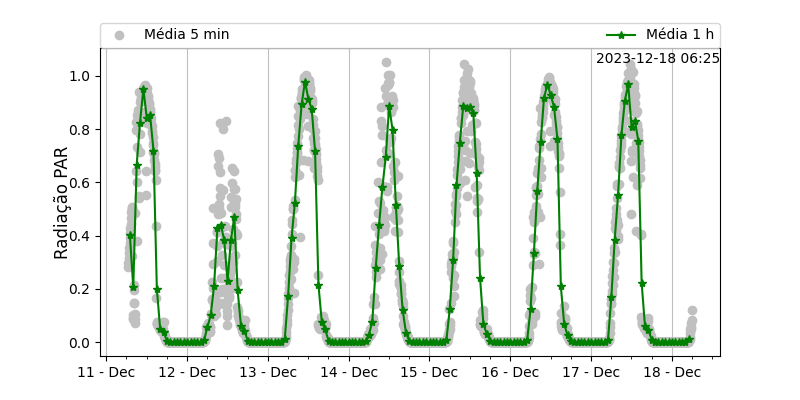 Média 5 min
Média 1 h
2023-12-18 06:25
Radiação PAR
1.0
0.8
0.6
0.4
0.2
0.0
11 - Dec
12 - Dec
13 - Dec
14 - Dec
15 - Dec
16 - Dec
17 - Dec
18 - Dec